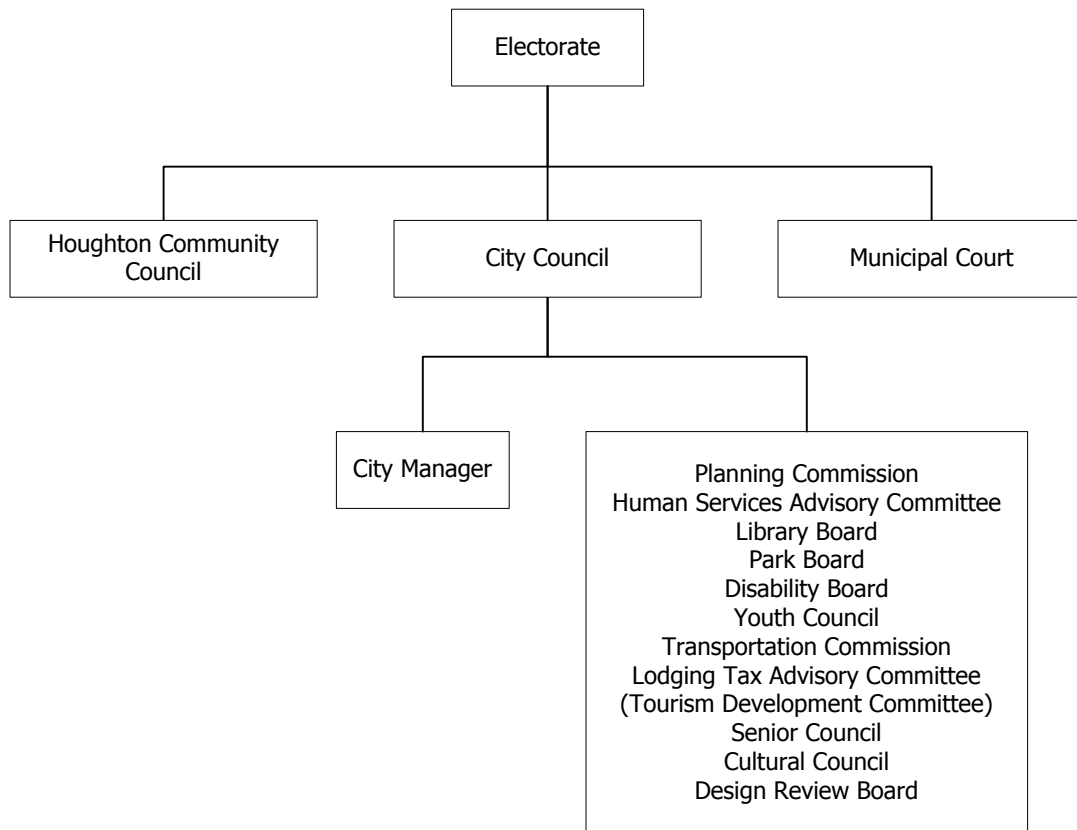 Electorate
Houghton Community
Council
City Council
Municipal Court
City Manager
Planning Commission
Human Services Advisory Committee
Library Board
Park Board
Disability Board
Youth Council
Transportation Commission
Lodging Tax Advisory Committee
(Tourism Development Committee)
Senior Council
Cultural Council
Design Review Board